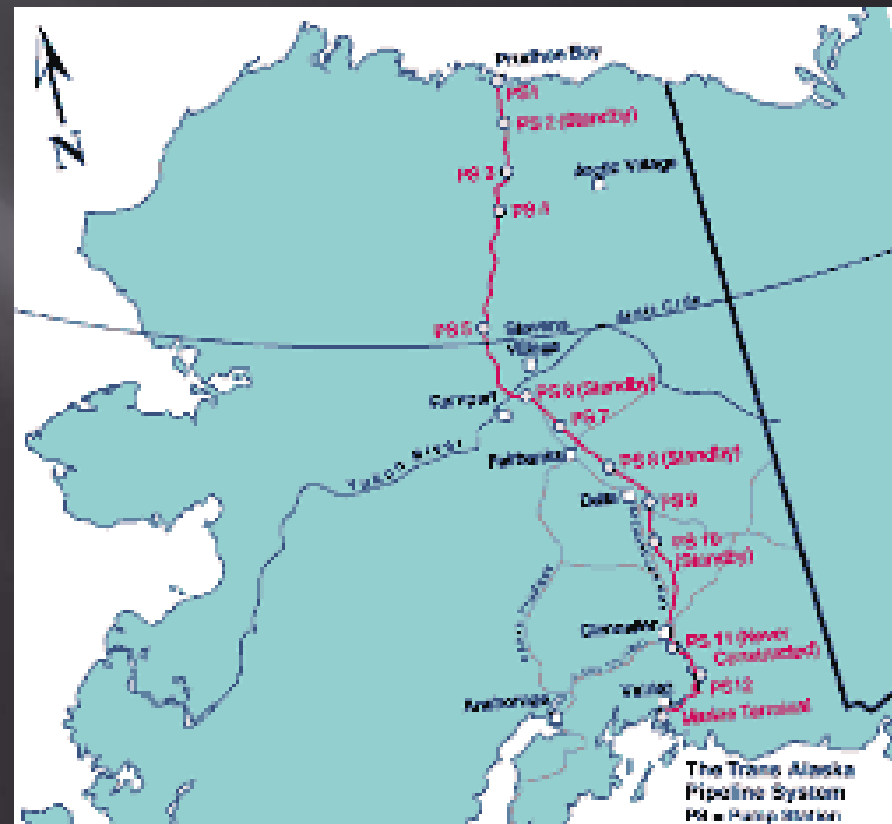 N
Prudhoe Bay
PS 1
PS 2 (Standby)
PS 3
Arctic Village
PS 4
Arctic Circle
PS 5
Stevens
Village
PS 6 (Standby)
Rampart
PS 7
Yukon River
Fairbanks
PS 8 (Standby)
Delta
PS 9
PS 10
(Standby)
Glennallen
PS 11 (Never
Constructed)
PS 12
Anchorage
Valdez
Valdez Terminal
The Trans Alaska
Pipeline System
PS = Pump Station